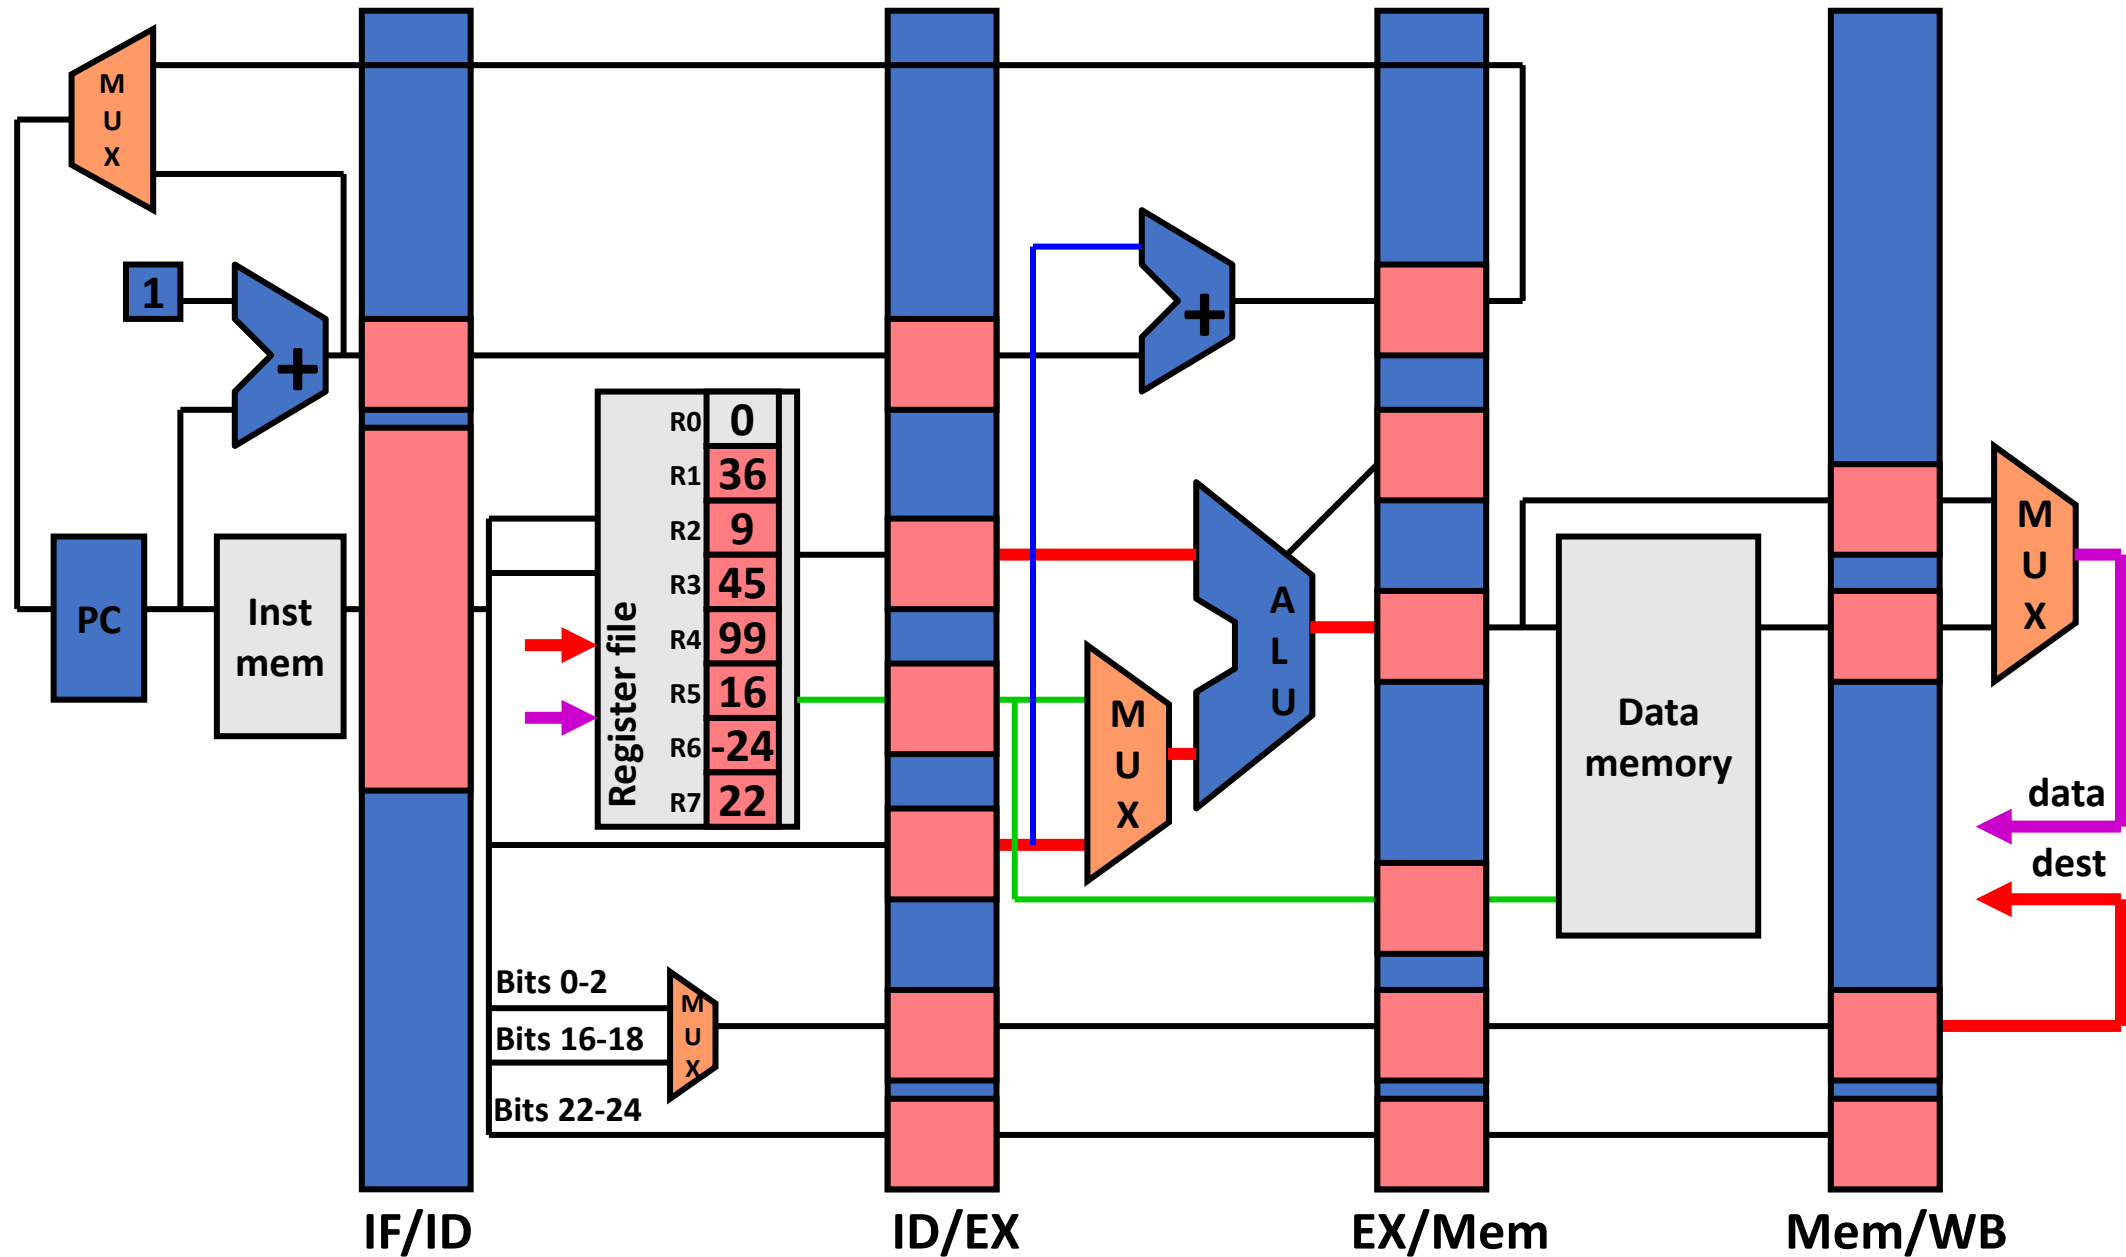 M
U
X
1
+
PC
Inst
mem
Register file
R0 0
R1 36
R2 9
R3 45
R4 99
R5 16
R6 -24
R7 22
Bits 0-2
Bits 16-18
Bits 22-24
M
U
X
+
M
U
X
A
L
U
Data
memory
M
U
X
data
dest
IF/ID
ID/EX
EX/Mem
Mem/WB